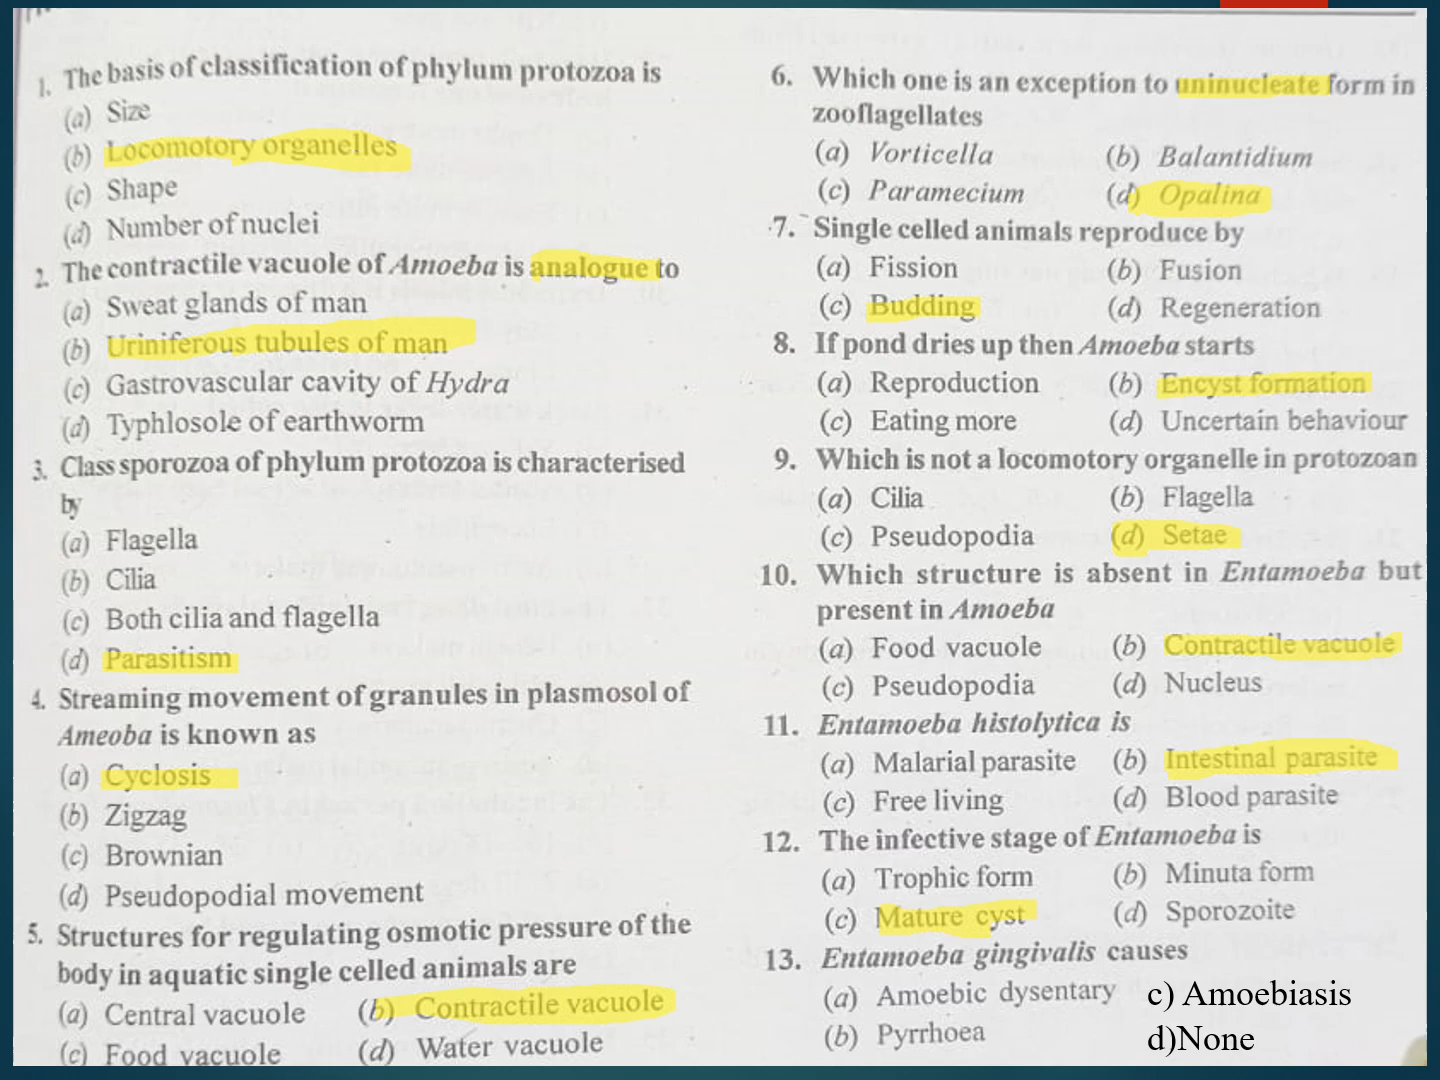 1. The basis of classification of phylum protozoa is
(a) Size
(b) Locomotory organelles
(c) Shape
(d) Number of nuclei
2. The contractile vacuole of Amoeba is analogue to
(a) Sweat glands of man
(b) Uriniferous tubules of man
(c) Gastrovascular cavity of Hydra
(d) Typhlosole of earthworm
3. Class sporozoa of phylum protozoa is characterised
by
(a) Flagella
(b) Cilia
(c) Both cilia and flagella
(d) Parasitism
4. Streaming movement of granules in plasmosol of
Ameoba is known as
(a) Cyclosis
(b) Zigzag
(c) Brownian
(d) Pseudopodial movement
5. Structures for regulating osmotic pressure of the
body in aquatic single celled animals are
(a) Central vacuole (b) Contractile vacuole
(c) Food vacuole (d) Water vacuole
6. Which one is an exception to uninucleate form in
zooflagellates
(a) Vorticella (b) Balantidium
(c) Paramecium (d) Opalina
7. Single celled animals reproduce by
(a) Fission (b) Fusion
(c) Budding (d) Regeneration
8. If pond dries up then Amoeba starts
(a) Reproduction (b) Encyst formation
(c) Eating more (d) Uncertain behaviour
9. Which is not a locomotory organelle in protozoan
(a) Cilia (b) Flagella
(c) Pseudopodia (d) Setae
10. Which structure is absent in Entamoeba but
present in Amoeba
(a) Food vacuole (b) Contractile vacuole
(c) Pseudopodia (d) Nucleus
11. Entamoeba histolytica is
(a) Malarial parasite (b) Intestinal parasite
(c) Free living (d) Blood parasite
12. The infective stage of Entamoeba is
(a) Trophic form (b) Minuta form
(c) Mature cyst (d) Sporozoite
13. Entamoeba gingivalis causes
(a) Amoebic dysentary c) Amoebiasis
(b) Pyrrhoea d)None